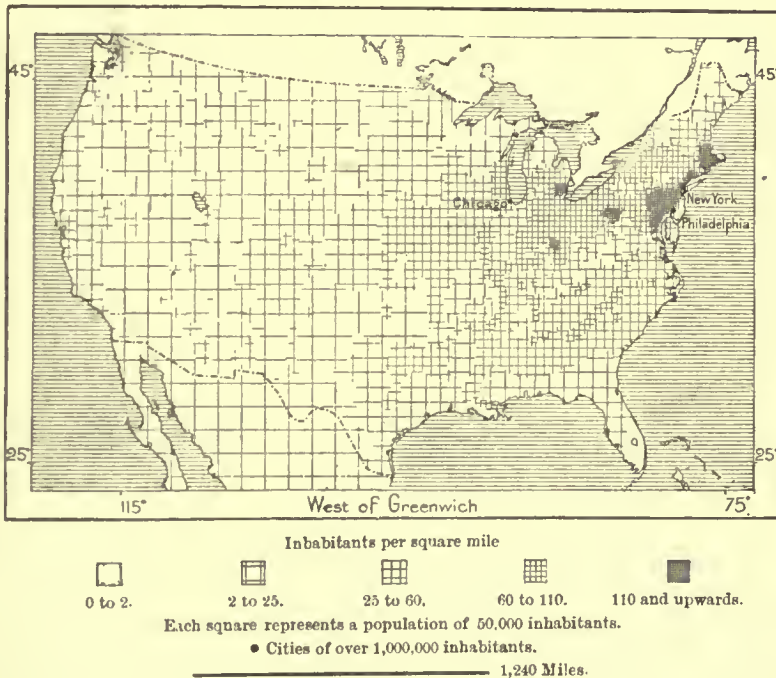 45°
45°
Chicago
New York
Philadelphia
25°
25°
115°
West of Greenwich
75°
Inhabitants per square mile
0 to 2.
2 to 25.
25 to 60.
60 to 110.
110 and upwards.
Each square represents a population of 50,000 inhabitants.
● Cities of over 1,000,000 inhabitants.
1,240 Miles.